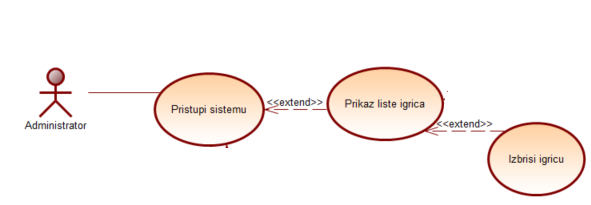 Administrator
Pristupi sistemu
<<extend>>
Prikaz liste igrica
<<extend>>
Izbrisi igricu